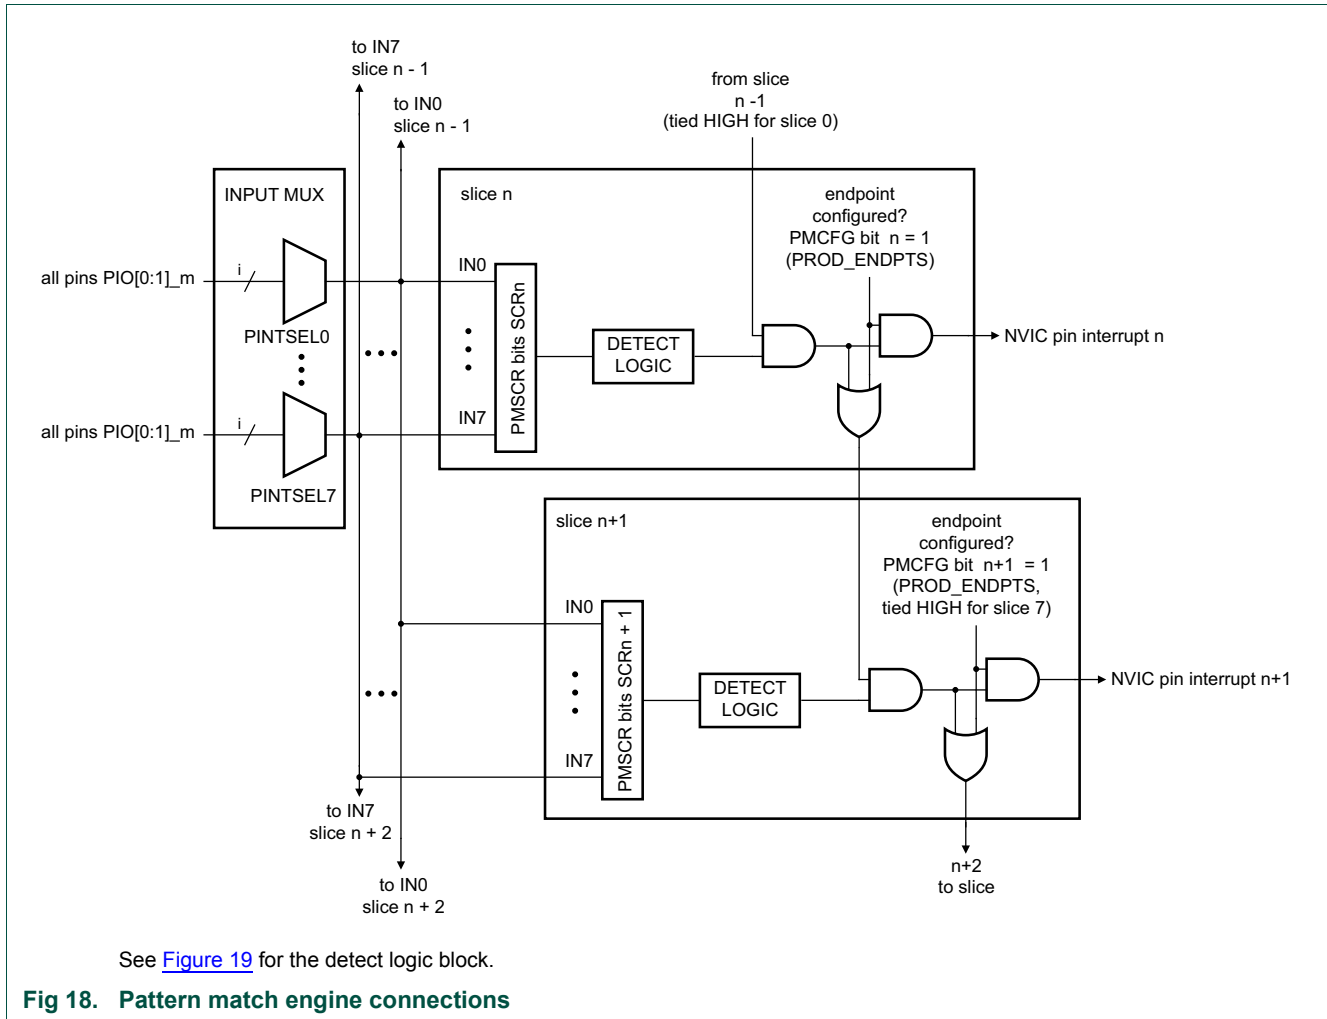 to IN7
slice n - 1
to IN0
slice n - 1
from slice
n -1
(tied HIGH for slice 0)
INPUT MUX
slice n
endpoint
configured?
PMCFG bit n = 1
(PROD_ENDPTS)
all pins PIO[0:1]_m
i
PINTSEL0
IN0
PMSCR bits SCRn
DETECT
LOGIC
NVIC pin interrupt n
all pins PIO[0:1]_m
i
PINTSEL7
IN7
slice n+1
endpoint
configured?
PMCFG bit n+1 = 1
(PROD_ENDPTS,
tied HIGH for slice 7)
IN0
PMSCR bits SCRn + 1
DETECT
LOGIC
NVIC pin interrupt n+1
IN7
to IN7
slice n + 2
to IN0
slice n + 2
n+2
to slice
See Figure 19 for the detect logic block.
Fig 18. Pattern match engine connections